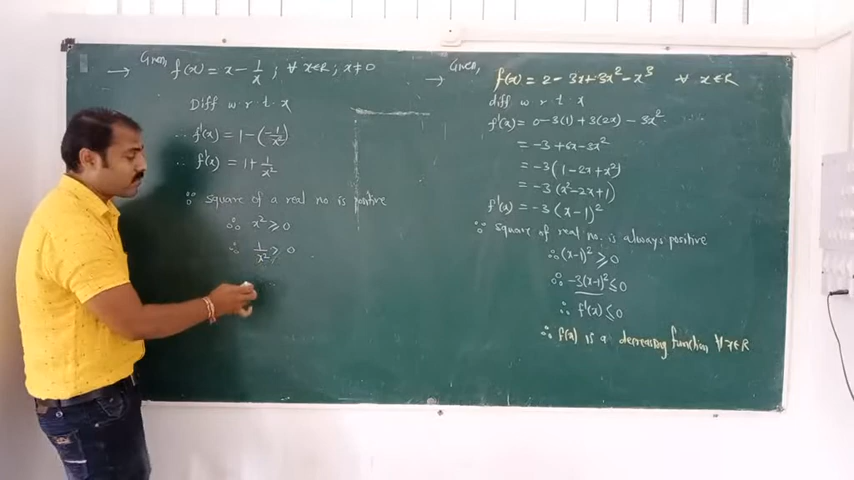 → Given, f(x) = x - 1/x ; ∀ x∈R ; x≠0
Diff w.r.t. x
∴ f'(x) = 1 - (-1/x²)
∴ f'(x) = 1 + 1/x²
∵ square of a real no is positive
∴ x² ≥ 0
∴ 1/x² ≥ 0
→ Given, f(x) = 2 - 3x + 3x² - x³ ∀ x∈R
diff w.r.t. x
f'(x) = 0 - 3(1) + 3(2x) - 3x²
= -3 + 6x - 3x²
= -3(1 - 2x + x²)
= -3(x² - 2x + 1)
f'(x) = -3(x-1)²
∵ square of real no. is always positive
∴ (x-1)² ≥ 0
∴ -3(x-1)² ≤ 0
∴ f'(x) ≤ 0
∴ f(x) is a decreasing function ∀ x∈R